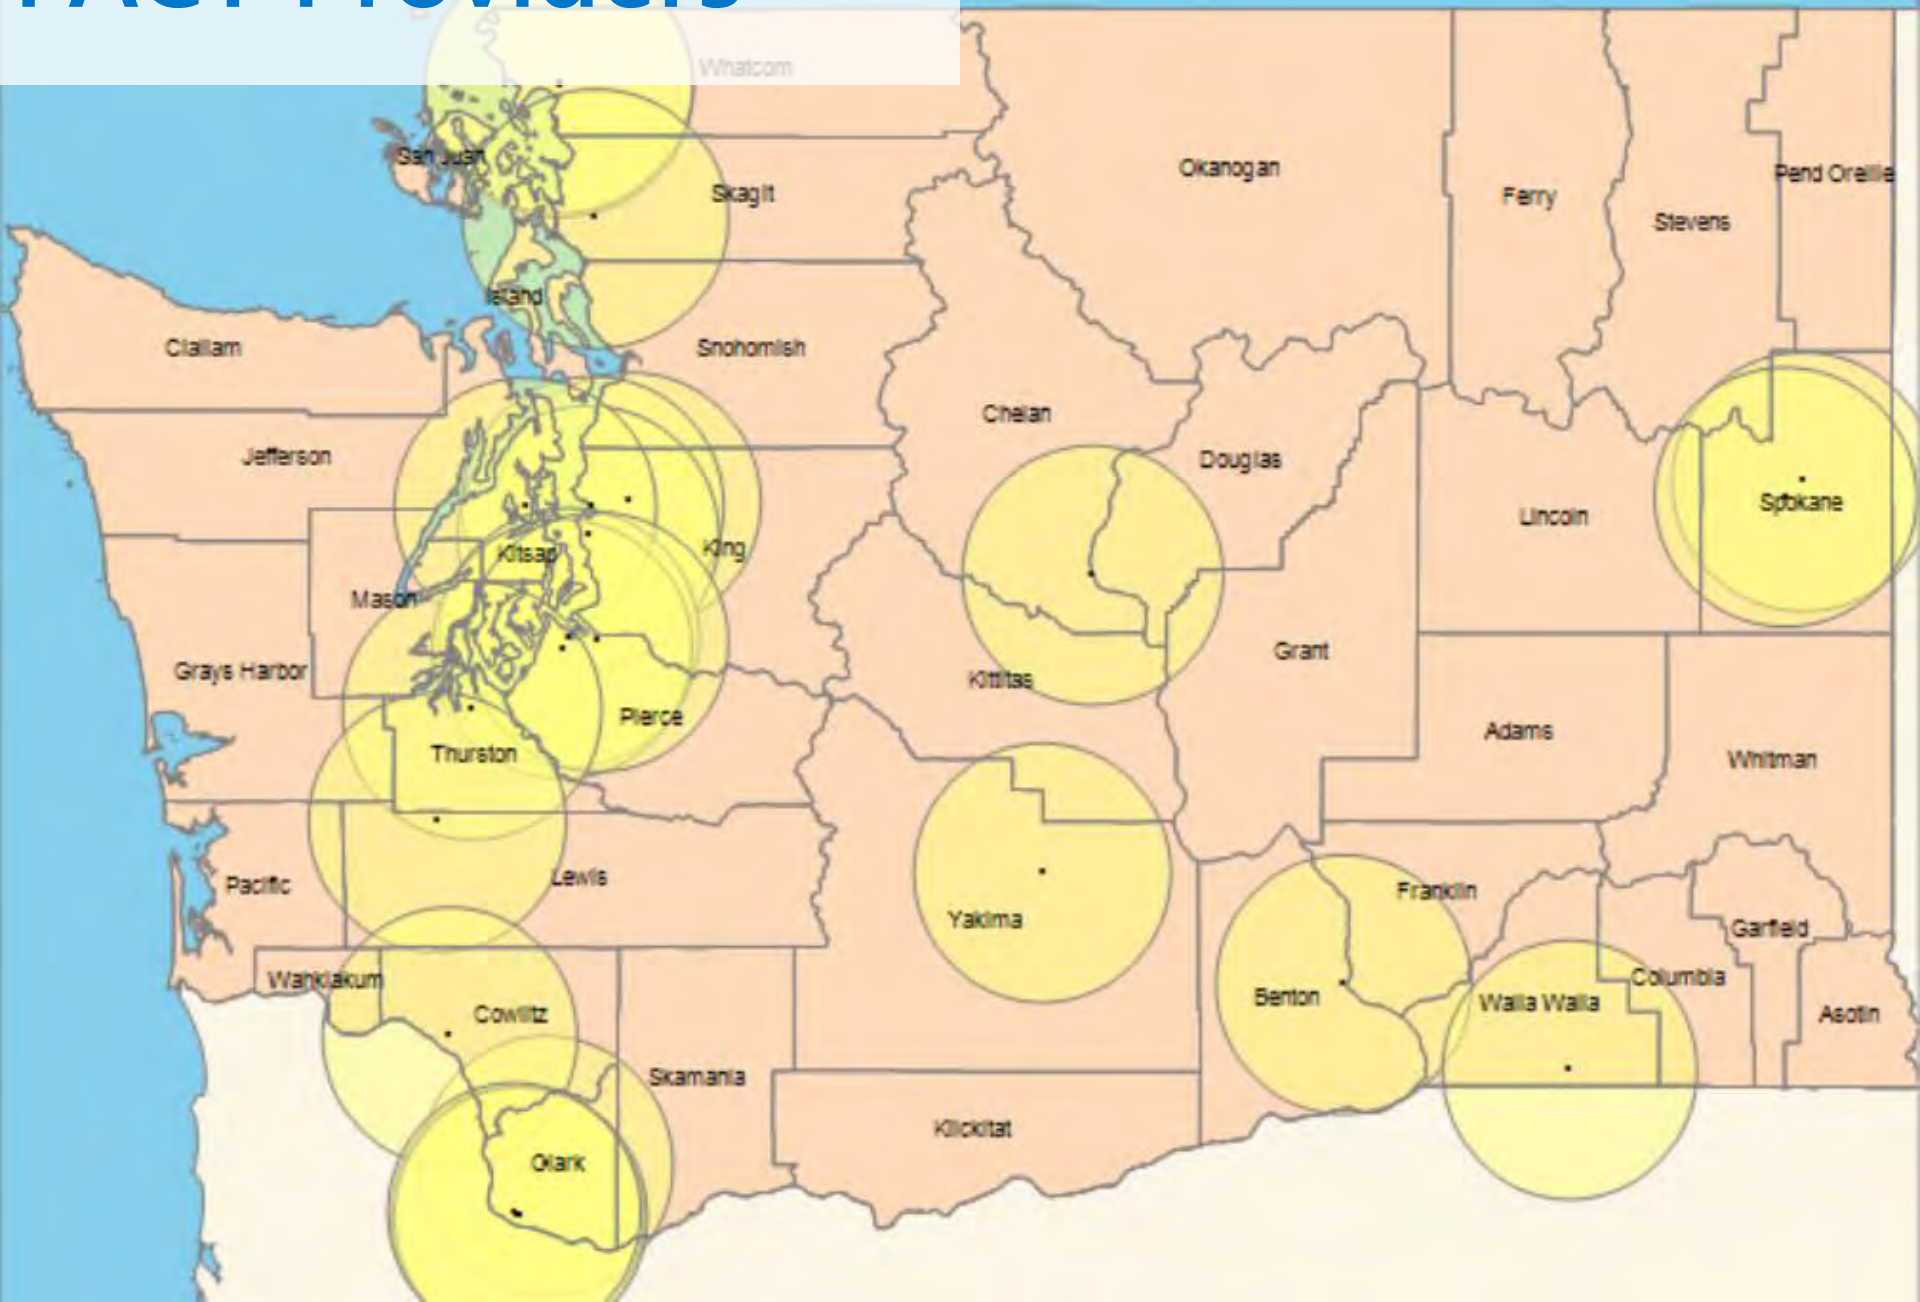 PACT Providers
Whatcom
San Juan
Okanogan
Pend Oreille
Skagit
Ferry
Stevens
Island
Clallam
Snohomish
Chelan
Jefferson
Douglas
Spokane
Lincoln
King
Kitsap
Mason
Grant
Grays Harbor
Kittitas
Pierce
Adams
Thurston
Whitman
Lewis
Pacific
Franklin
Yakima
Garfield
Wahkiakum
Columbia
Benton
Walla Walla
Cowlitz
Asotin
Skamania
Klickitat
Clark